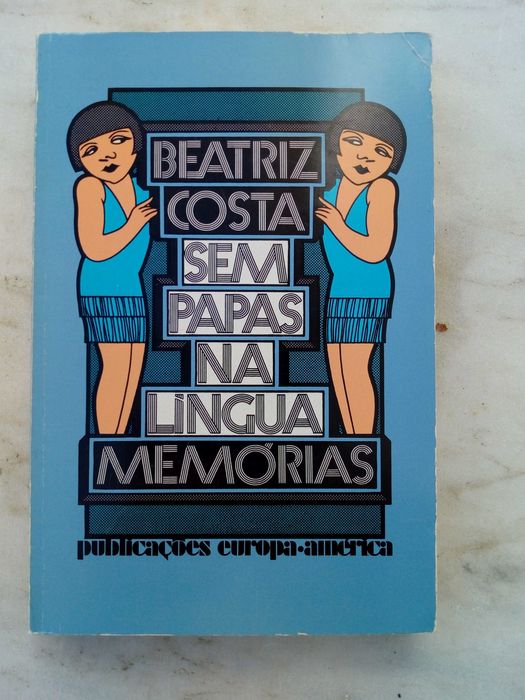 BEATRIZ
COSTA
SEM
PAPAS
NA
LÍNGUA
MEMÓRIAS
publicações europa-américa